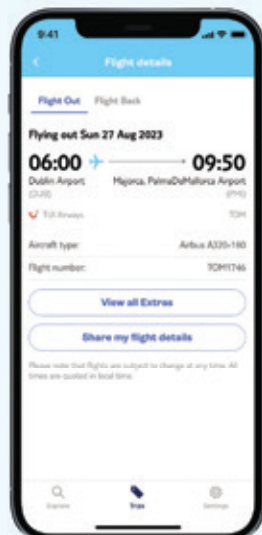 9:41
Flight details
Flight Out Flight Back
Flying out Sun 27 Aug 2023
06:00 09:50
Dublin Airport Majorca, PalmaDeMallorca Airport
(DUB) (PMI)
TUI Airways TOM
Aircraft type: Airbus A320-180
Flight number: TOM1746
View all Extras
Share my flight details
Please note that flights are subject to change at any time. All
times are quoted in local time.
Explore Trips Settings